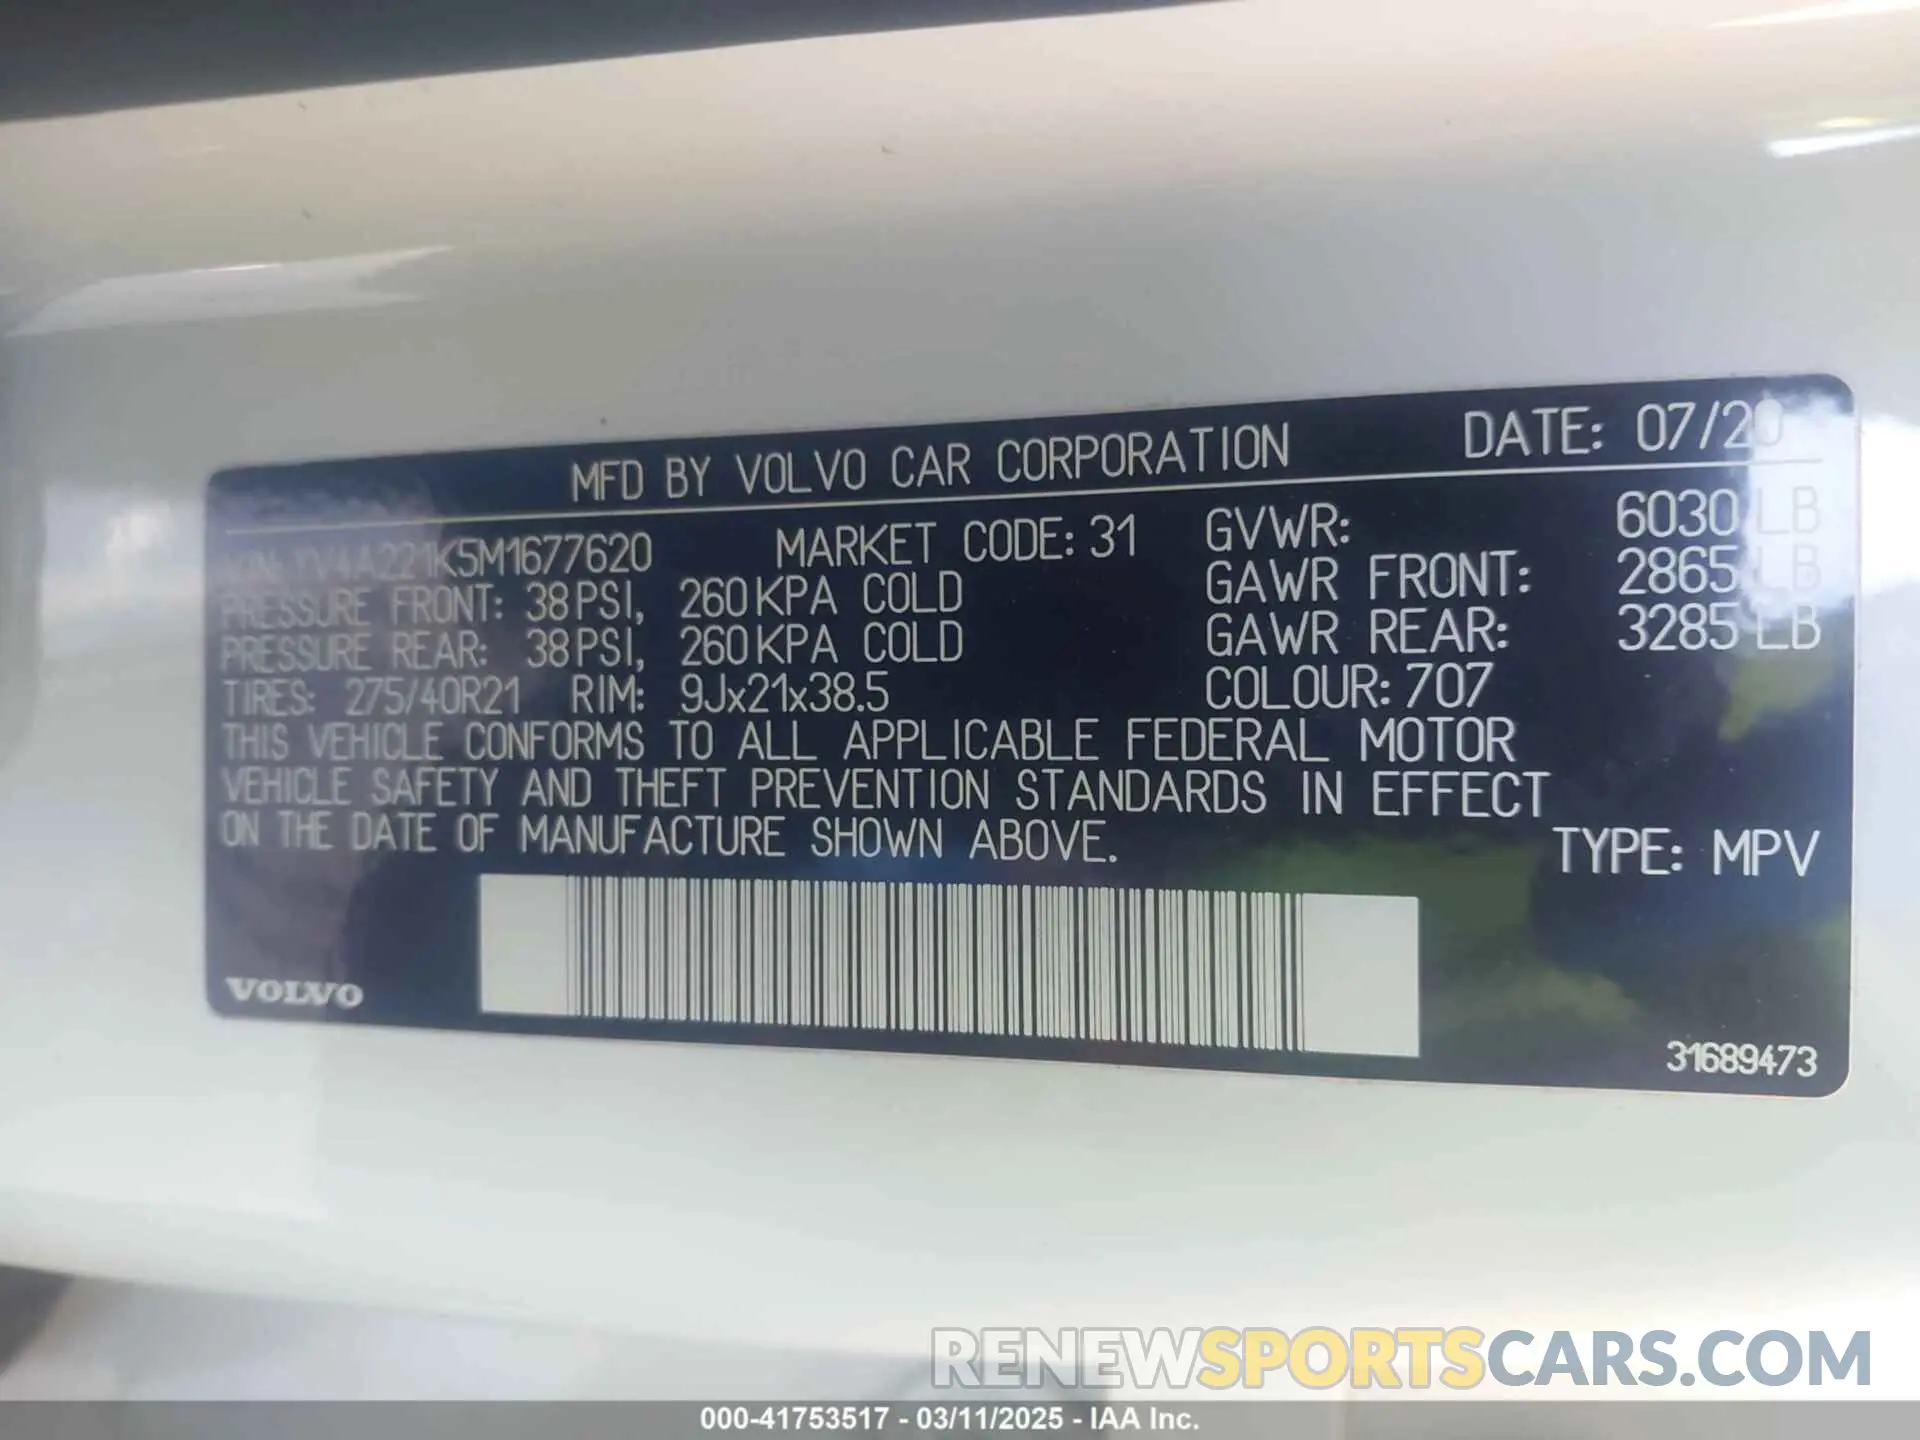 MFD BY VOLVO CAR CORPORATION DATE: 07/20
VIN: YV4A221K5M1677620 MARKET CODE: 31 GVWR: 6030 LB
PRESSURE FRONT: 38 PSI, 260 KPA COLD GAWR FRONT: 2865 LB
PRESSURE REAR: 38 PSI, 260 KPA COLD GAWR REAR: 3285 LB
TIRES: 275/40R21 RIM: 9Jx21x38.5 COLOUR: 707
THIS VEHICLE CONFORMS TO ALL APPLICABLE FEDERAL MOTOR
VEHICLE SAFETY AND THEFT PREVENTION STANDARDS IN EFFECT
ON THE DATE OF MANUFACTURE SHOWN ABOVE.
TYPE: MPV
VOLVO
31689473
RENEWSPORTSCARS.COM
000-41753517 - 03/11/2025 - IAA Inc.